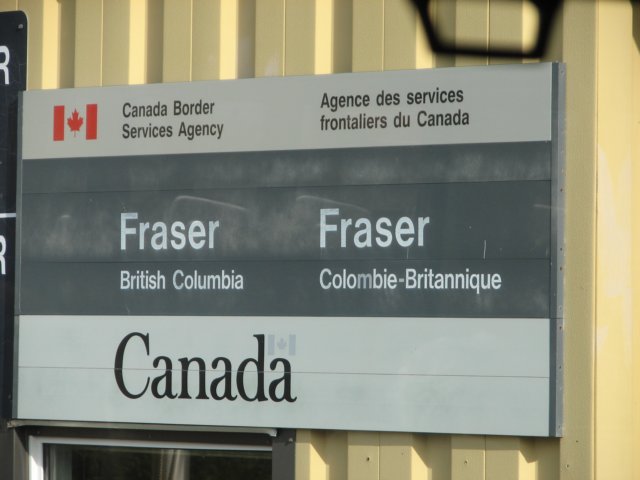 R
R
Canada Border
Services Agency
Agence des services
frontaliers du Canada
Fraser
British Columbia
Fraser
Colombie-Britannique
Canada